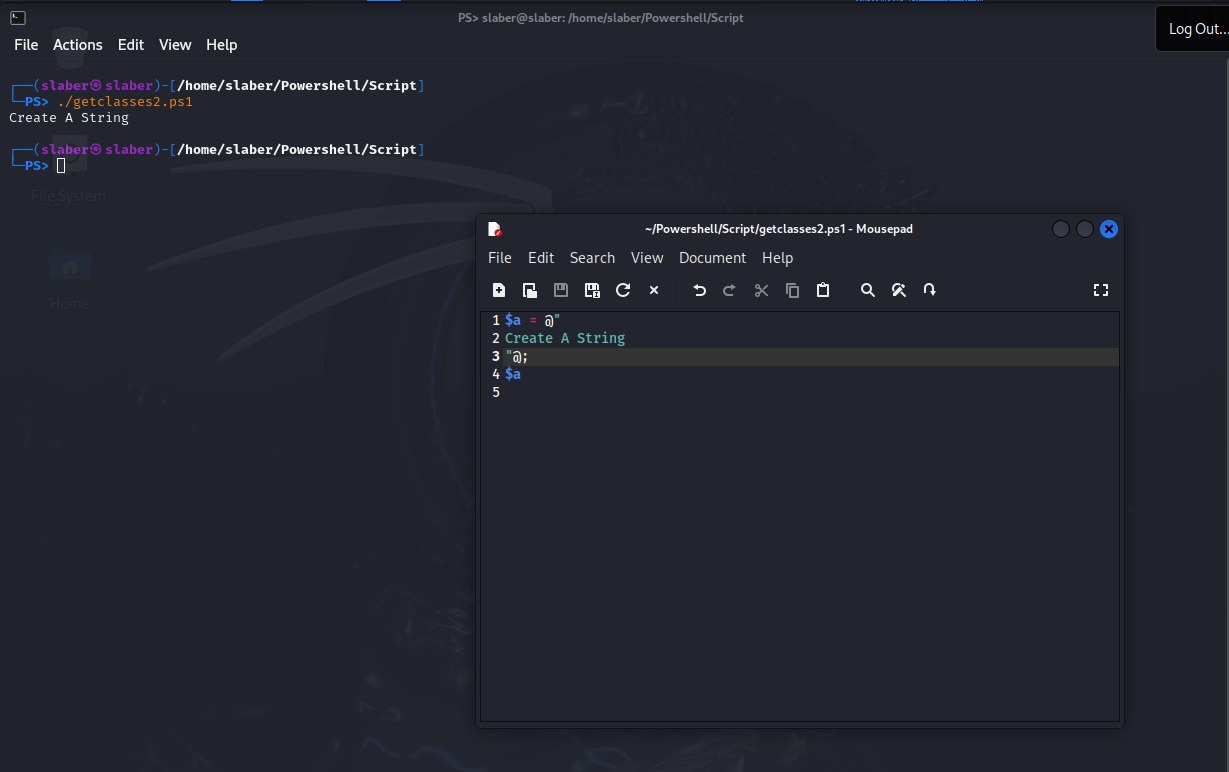 PS> slaber@slaber: /home/slaber/Powershell/Script
Log Out...
File Actions Edit View Help
┌──(slaber㉿slaber)-[/home/slaber/Powershell/Script]
└─PS> ./getclasses2.ps1
Create A String
┌──(slaber㉿slaber)-[/home/slaber/Powershell/Script]
└─PS>
File System
Home
~/Powershell/Script/getclasses2.ps1 - Mousepad
File Edit Search View Document Help
1 $a = @"
2 Create A String
3 "@;
4 $a
5